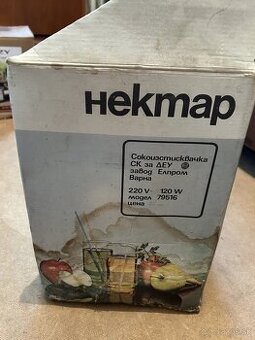 нектар
Сокоизстисквачка
СК за ДЕУ
завод Елпром
Варна
220 V~ 120 W
модел 79516
цена